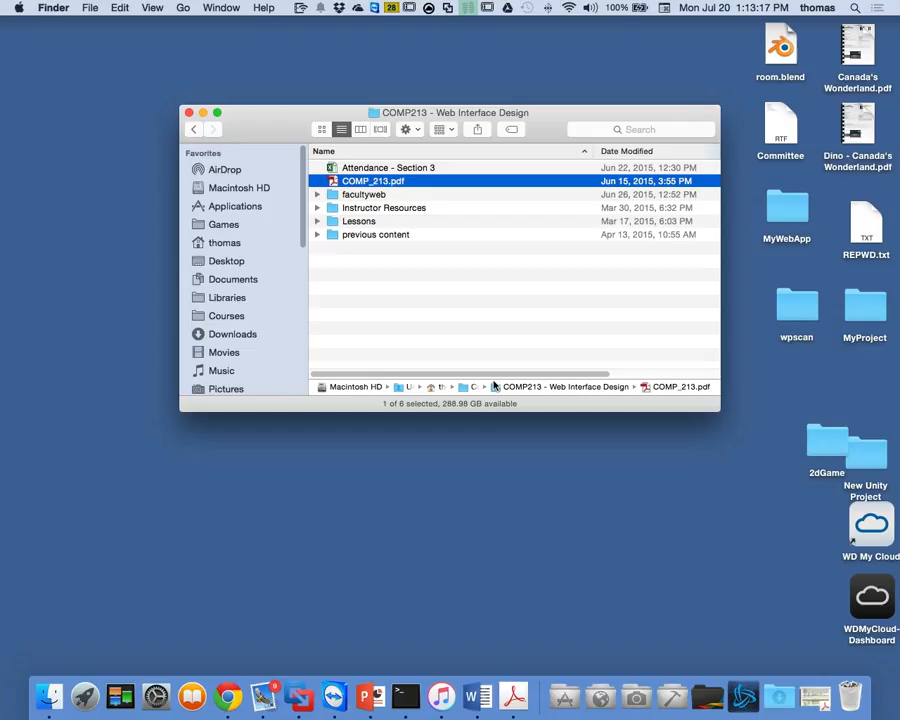 Finder File Edit View Go Window Help 28 100% Mon Jul 20 1:13:17 PM thomas
room.blend
Canada's
Wonderland.pdf
RTF
Committee
Dino - Canada's
Wonderland.pdf
MyWebApp
TXT
REPWD.txt
wpscan
MyProject
2dGame
New Unity
Project
WD My Cloud
WDMyCloud-
Dashboard
COMP213 - Web Interface Design
Search
Favorites
AirDrop
Macintosh HD
Applications
Games
thomas
Desktop
Documents
Libraries
Courses
Downloads
Movies
Music
Pictures
Name Date Modified
Attendance - Section 3 Jun 22, 2015, 12:30 PM
COMP_213.pdf Jun 15, 2015, 3:55 PM
facultyweb Jun 26, 2015, 12:52 PM
Instructor Resources Mar 30, 2015, 6:32 PM
Lessons Mar 17, 2015, 6:03 PM
previous content Apr 13, 2015, 10:55 AM
Macintosh HD U th C COMP213 - Web Interface Design COMP_213.pdf
1 of 6 selected, 288.98 GB available